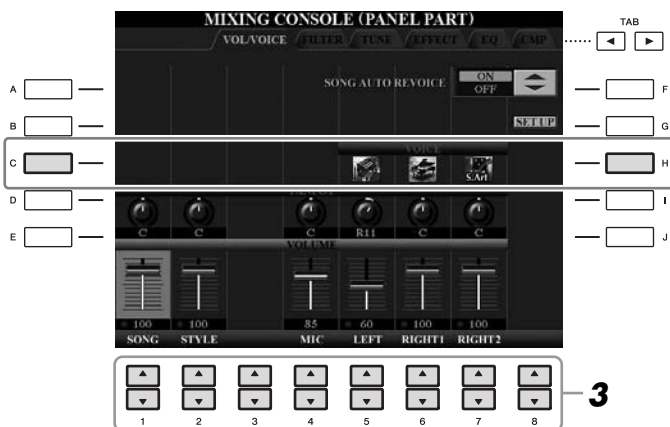 MIXING CONSOLE (PANEL PART)
TAB
VOL/VOICE FILTER TUNE EFFECT EQ CMP
A
SONG AUTO REVOICE ON
OFF
F
B
SETUP
G
C
VOICE
S.Art
H
D
PANPOT
I
C C C R11 C C
E
VOLUME
J
100 100 85 60 100 100
SONG STYLE MIC LEFT RIGHT1 RIGHT2
1 2 3 4 5 6 7 8
3